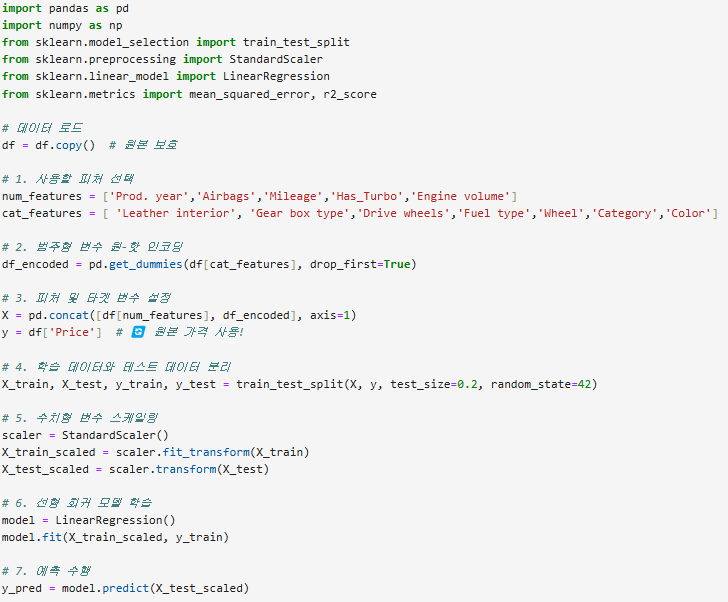 import pandas as pd
import numpy as np
from sklearn.model_selection import train_test_split
from sklearn.preprocessing import StandardScaler
from sklearn.linear_model import LinearRegression
from sklearn.metrics import mean_squared_error, r2_score
# 데이터 로드
df = df.copy()  # 원본 보호
# 1. 사용할 피처 선택
num_features = ['Prod. year','Airbags','Mileage','Has_Turbo','Engine volume']
cat_features = [ 'Leather interior', 'Gear box type','Drive wheels','Fuel type','Wheel','Category','Color']
# 2. 범주형 변수 원-핫 인코딩
df_encoded = pd.get_dummies(df[cat_features], drop_first=True)
# 3. 피처 및 타겟 변수 설정
X = pd.concat([df[num_features], df_encoded], axis=1)
y = df['Price']  # 🔄 원본 가격 사용!
# 4. 학습 데이터와 테스트 데이터 분리
X_train, X_test, y_train, y_test = train_test_split(X, y, test_size=0.2, random_state=42)
# 5. 수치형 변수 스케일링
scaler = StandardScaler()
X_train_scaled = scaler.fit_transform(X_train)
X_test_scaled = scaler.transform(X_test)
# 6. 선형 회귀 모델 학습
model = LinearRegression()
model.fit(X_train_scaled, y_train)
# 7. 예측 수행
y_pred = model.predict(X_test_scaled)